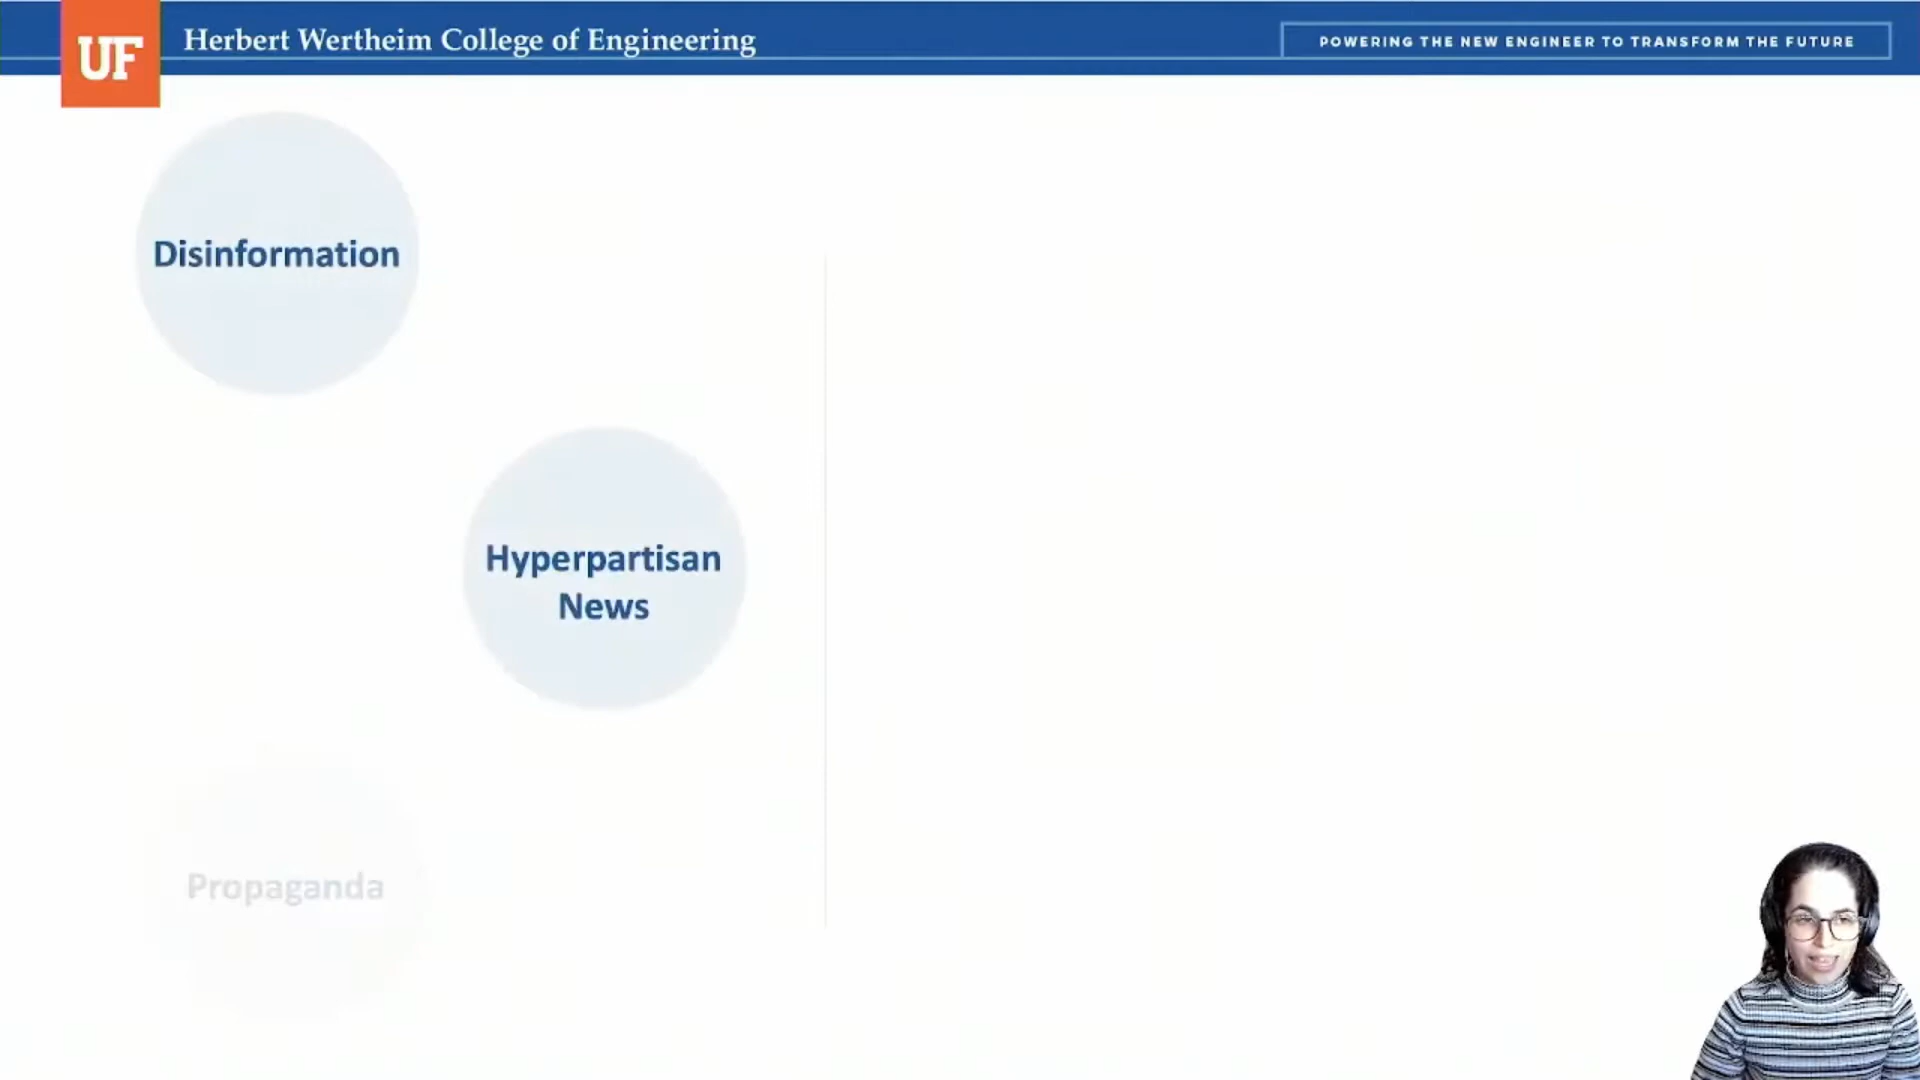 UF
Herbert Wertheim College of Engineering
POWERING THE NEW ENGINEER TO TRANSFORM THE FUTURE
Disinformation
Hyperpartisan
News
Propaganda